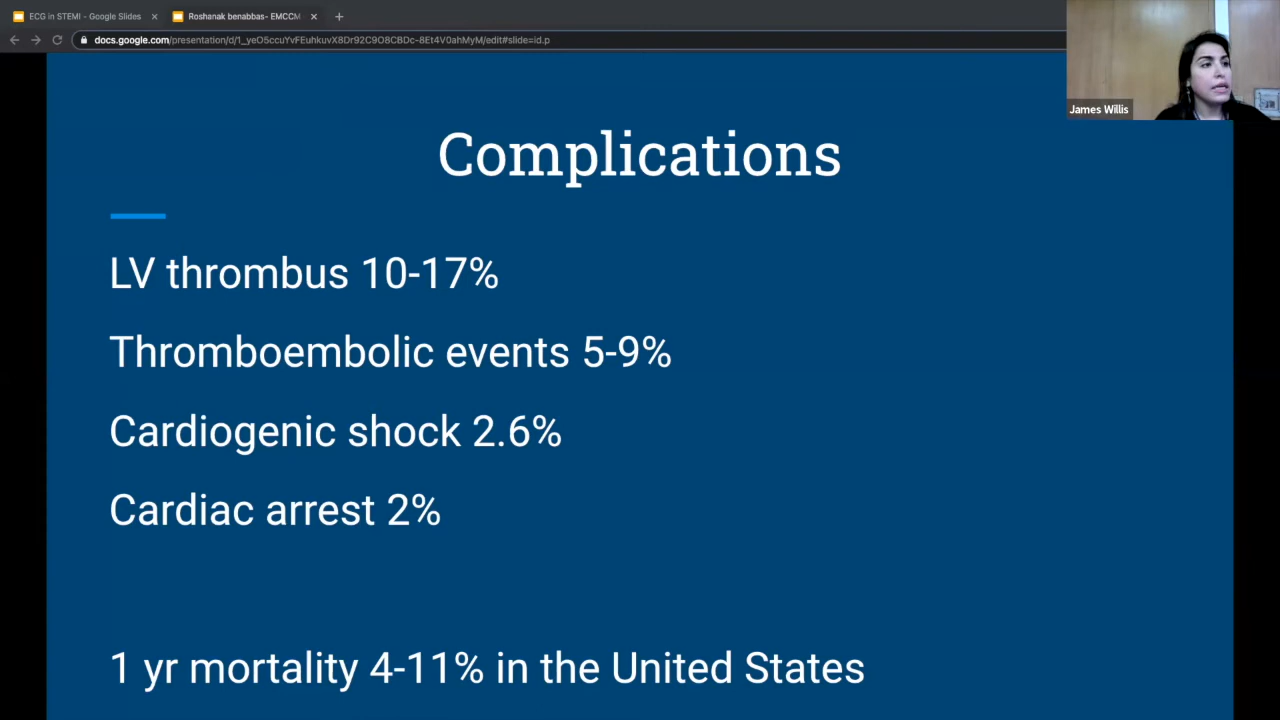 ECG in STEMI - Google Slides
Roshanak benabbas- EMCCM
docs.google.com/presentation/d/1_yeO5ccuYvFEuhkuvX8Dr92C9O8CBDc-8Et4V0ahMyM/edit#slide=id.p
James Willis
Complications
LV thrombus 10-17%
Thromboembolic events 5-9%
Cardiogenic shock 2.6%
Cardiac arrest 2%
1 yr mortality 4-11% in the United States